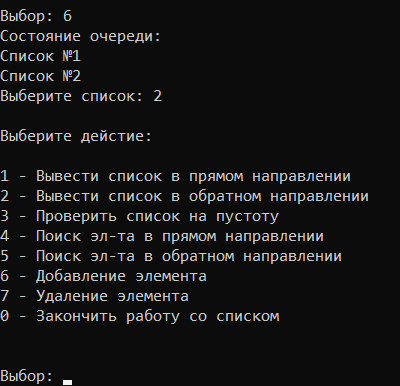 Выбор: 6
Состояние очереди:
Список №1
Список №2
Выберите список: 2
Выберите дейстие:
1 - Вывести список в прямом направлении
2 - Вывести список в обратном направлении
3 - Проверить список на пустоту
4 - Поиск эл-та в прямом направлении
5 - Поиск эл-та в обратном направлении
6 - Добавление элемента
7 - Удаление элемента
0 - Закончить работу со списком
Выбор: